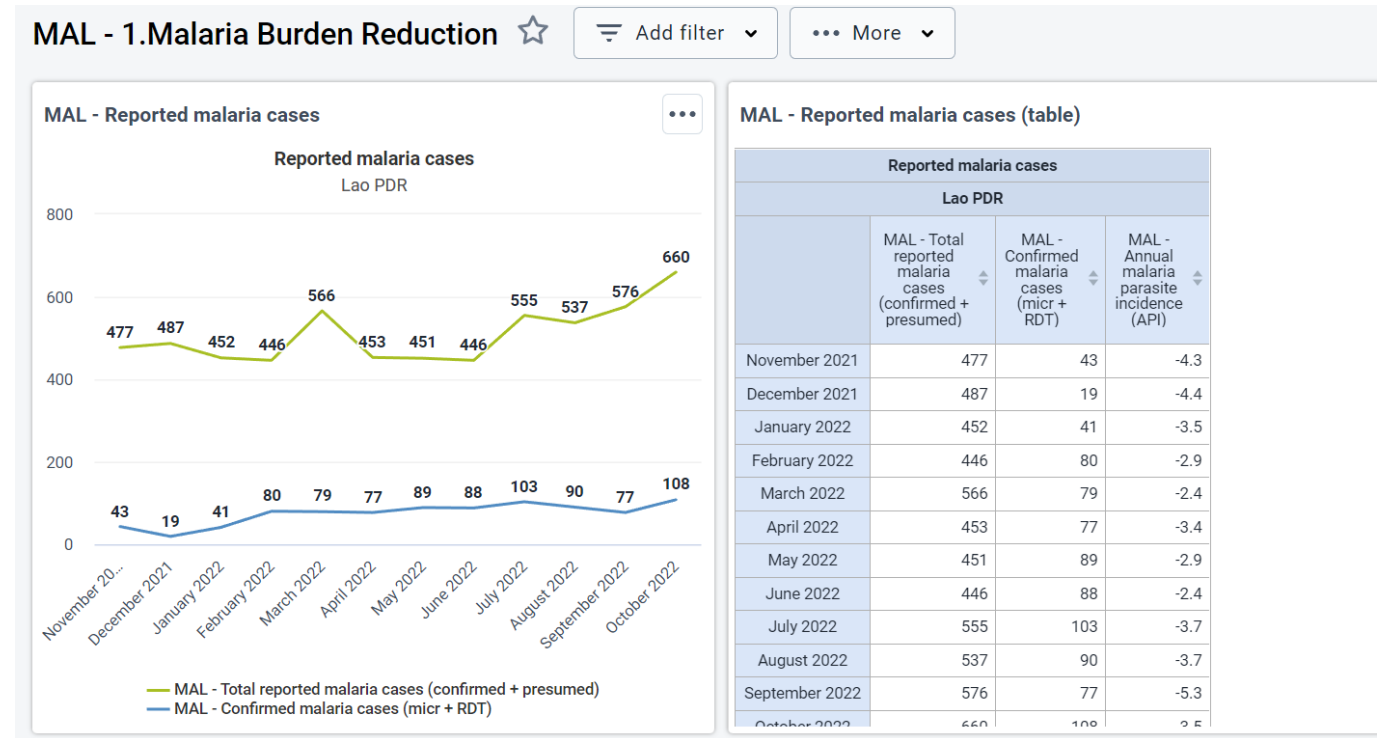 MAL - 1.Malaria Burden Reduction
Add filter
More
MAL - Reported malaria cases
Reported malaria cases
Lao PDR
800
600
400
200
0
477 487 452 446 566 453 451 446 555 537 576 660
43 19 41 80 79 77 89 88 103 90 77 108
November 20... December 2021 January 2022 February 2022 March 2022 April 2022 May 2022 June 2022 July 2022 August 2022 September 2022 October 2022
MAL - Total reported malaria cases (confirmed + presumed)
MAL - Confirmed malaria cases (micr + RDT)
MAL - Reported malaria cases (table)
Reported malaria cases
Lao PDR
MAL - Total
reported
malaria
cases
(confirmed +
presumed)
MAL -
Confirmed
malaria
cases
(micr +
RDT)
MAL -
Annual
malaria
parasite
incidence
(API)
November 2021 477 43 -4.3
December 2021 487 19 -4.4
January 2022 452 41 -3.5
February 2022 446 80 -2.9
March 2022 566 79 -2.4
April 2022 453 77 -3.4
May 2022 451 89 -2.9
June 2022 446 88 -2.4
July 2022 555 103 -3.7
August 2022 537 90 -3.7
September 2022 576 77 -5.3
October 2022 660 108